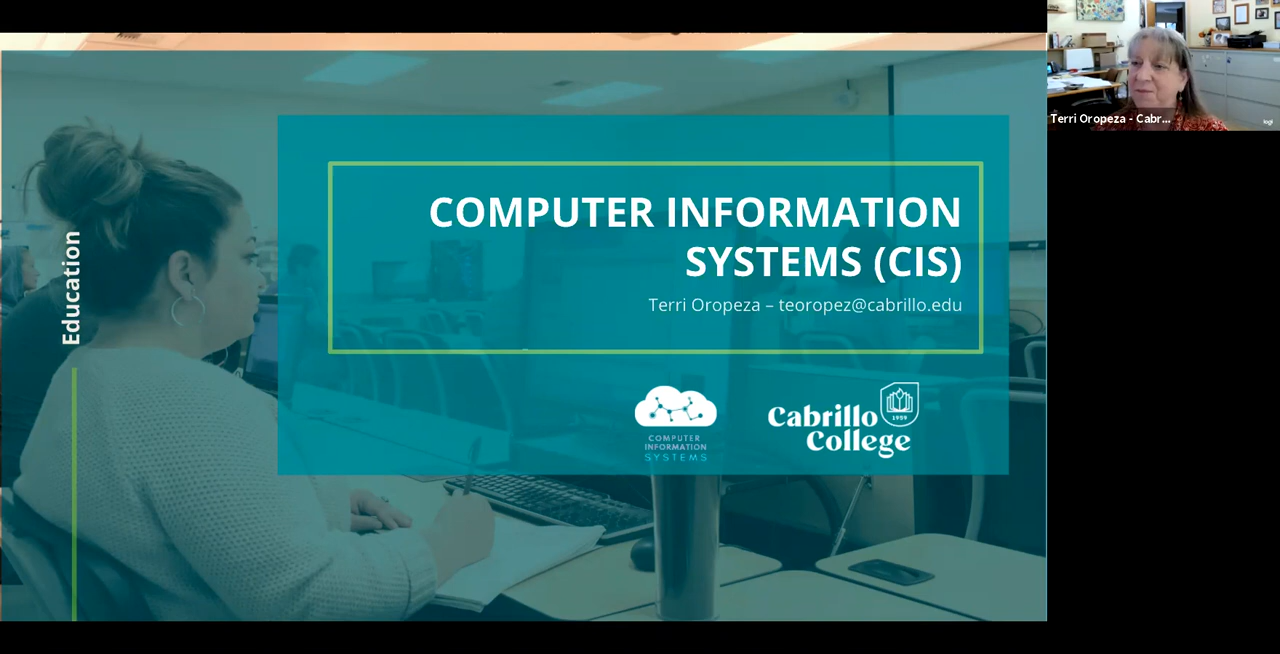 Education
COMPUTER INFORMATION
SYSTEMS (CIS)
Terri Oropeza – teoropez@cabrillo.edu
COMPUTER
INFORMATION
SYSTEMS
Cabrillo
College
1959
Terri Oropeza - Cabr...
logi